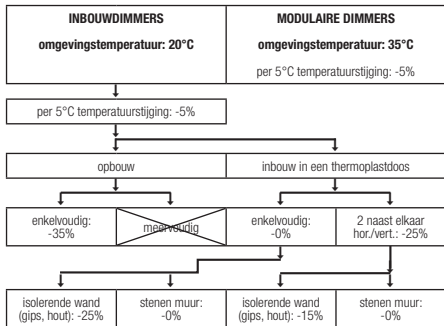 INBOUWDIMMERS
omgevingstemperatuur: 20°C
MODULAIRE DIMMERS
omgevingstemperatuur: 35°C
per 5°C temperatuurstijging: -5%
per 5°C temperatuurstijging: -5%
opbouw
inbouw in een thermoplastdoos
enkelvoudig:
-35%
meervoudig
enkelvoudig:
-0%
2 naast elkaar
hor./vert.: -25%
isolerende wand
(gips, hout): -25%
stenen muur:
-0%
isolerende wand
(gips, hout): -15%
stenen muur:
-0%